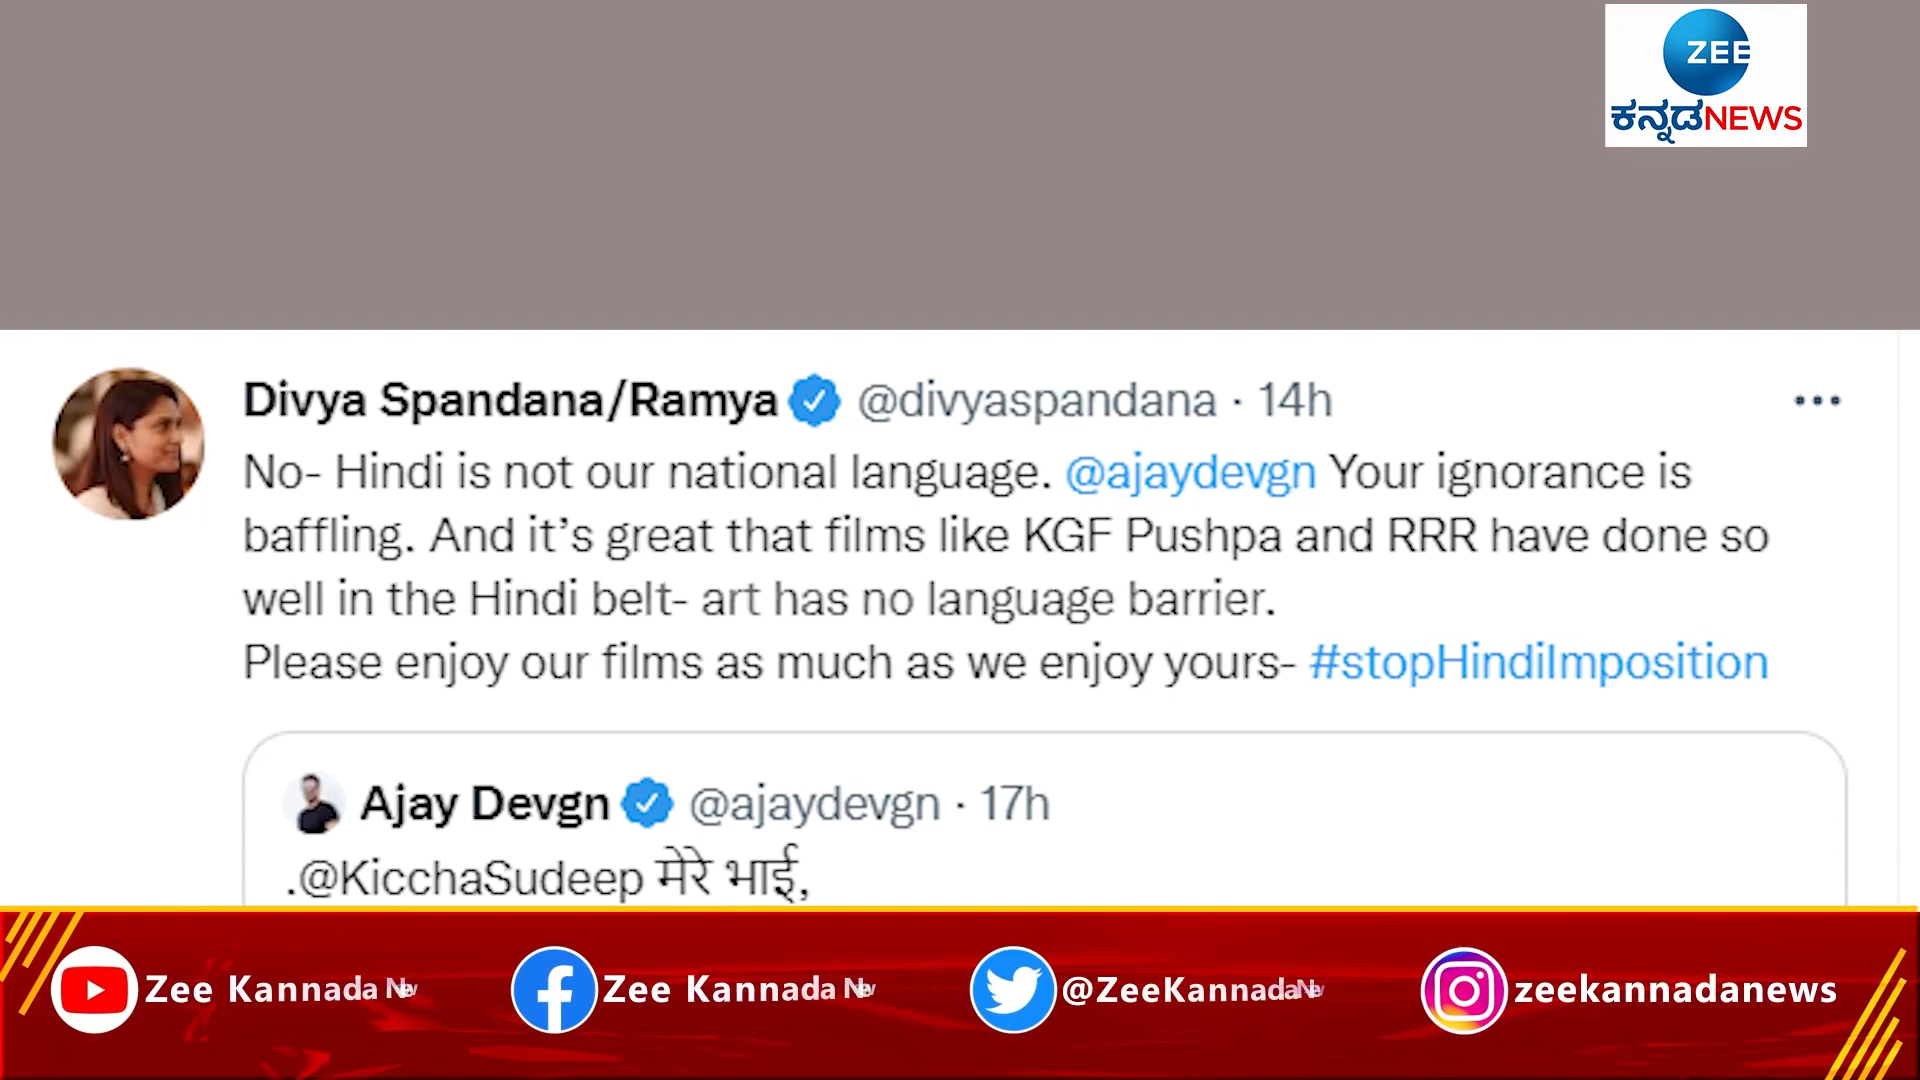 ZEE
ಕನ್ನಡNEWS
Divya Spandana/Ramya @divyaspandana · 14h
No- Hindi is not our national language. @ajaydevgn Your ignorance is
baffling. And it’s great that films like KGF Pushpa and RRR have done so
well in the Hindi belt- art has no language barrier.
Please enjoy our films as much as we enjoy yours- #stopHindiImposition
Ajay Devgn @ajaydevgn · 17h
.@KicchaSudeep मेरे भाई,
Zee Kannada
Zee Kannada
@ZeeKannada
zeekannadanews